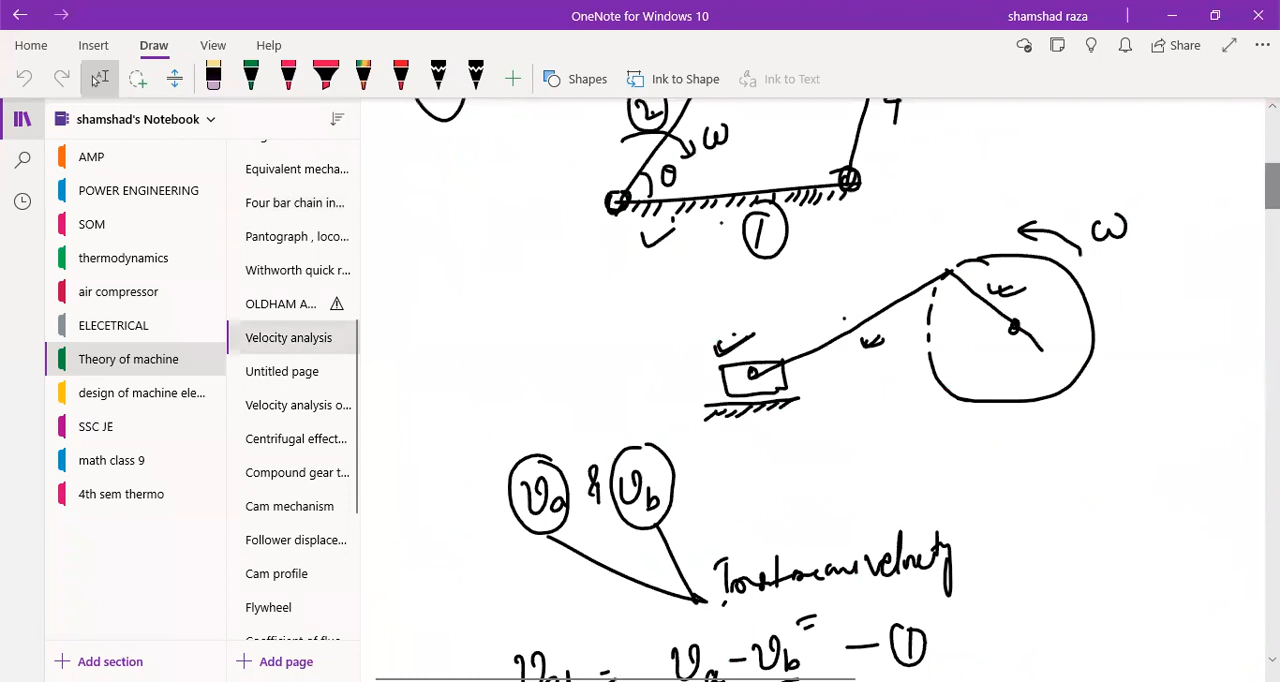 OneNote for Windows 10
shamshad raza
Home Insert Draw View Help
Share
Shapes
Ink to Shape
Ink to Text
shamshad's Notebook
AMP
POWER ENGINEERING
SOM
thermodynamics
air compressor
ELECETRICAL
Theory of machine
design of machine ele...
SSC JE
math class 9
4th sem thermo
Add section
Equivalent mecha...
Four bar chain in...
Pantograph , loco...
Withworth quick r...
OLDHAM A...
Velocity analysis
Untitled page
Velocity analysis o...
Centrifugal effect...
Compound gear t...
Cam mechanism
Follower displace...
Cam profile
Flywheel
Add page
2
ω
4
θ
1
ω
va & vb
velocity
va - vb - 1